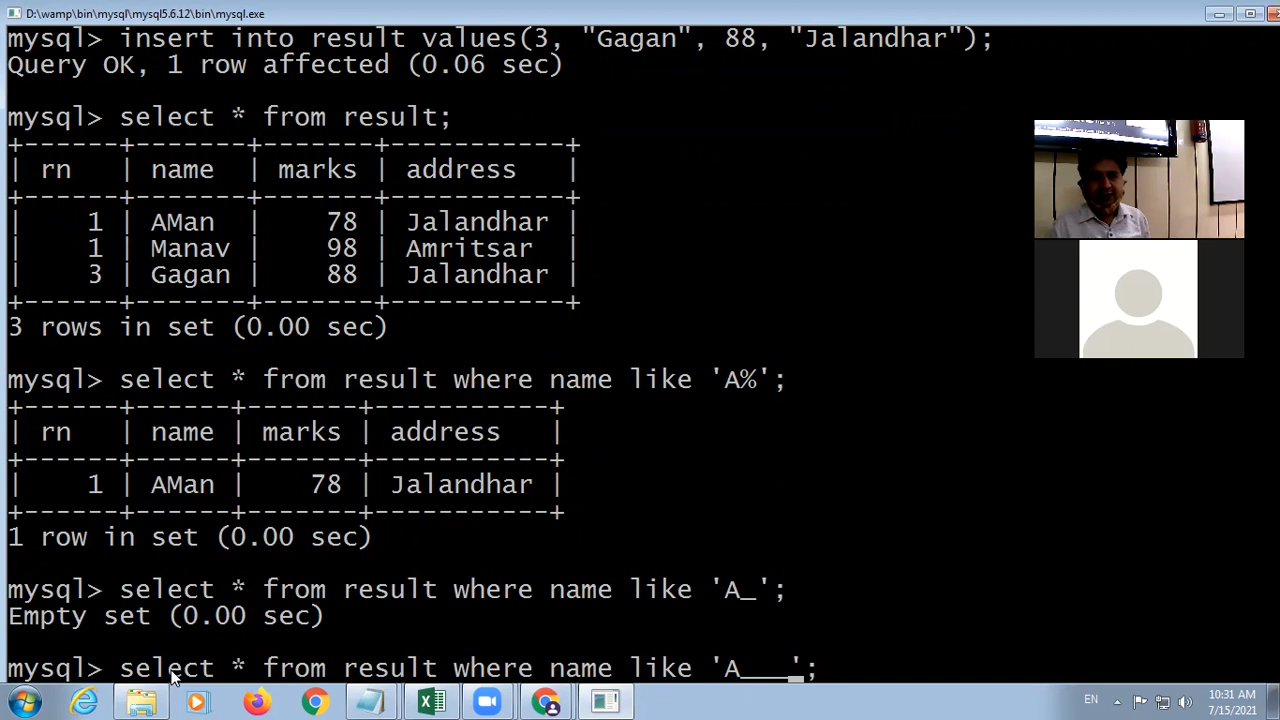 D:\wamp\bin\mysql\mysql5.6.12\bin\mysql.exe
mysql> insert into result values(3, "Gagan", 88, "Jalandhar");
Query OK, 1 row affected (0.06 sec)
mysql> select * from result;
+------+-------+-------+-----------+
| rn   | name  | marks | address   |
+------+-------+-------+-----------+
|    1 | AMan  |    78 | Jalandhar |
|    1 | Manav |    98 | Amritsar  |
|    3 | Gagan |    88 | Jalandhar |
+------+-------+-------+-----------+
3 rows in set (0.00 sec)
mysql> select * from result where name like 'A%';
+------+------+-------+-----------+
| rn   | name | marks | address   |
+------+------+-------+-----------+
|    1 | AMan |    78 | Jalandhar |
+------+------+-------+-----------+
1 row in set (0.00 sec)
mysql> select * from result where name like 'A_';
Empty set (0.00 sec)
mysql> select * from result where name like 'A___';
EN
10:31 AM
7/15/2021